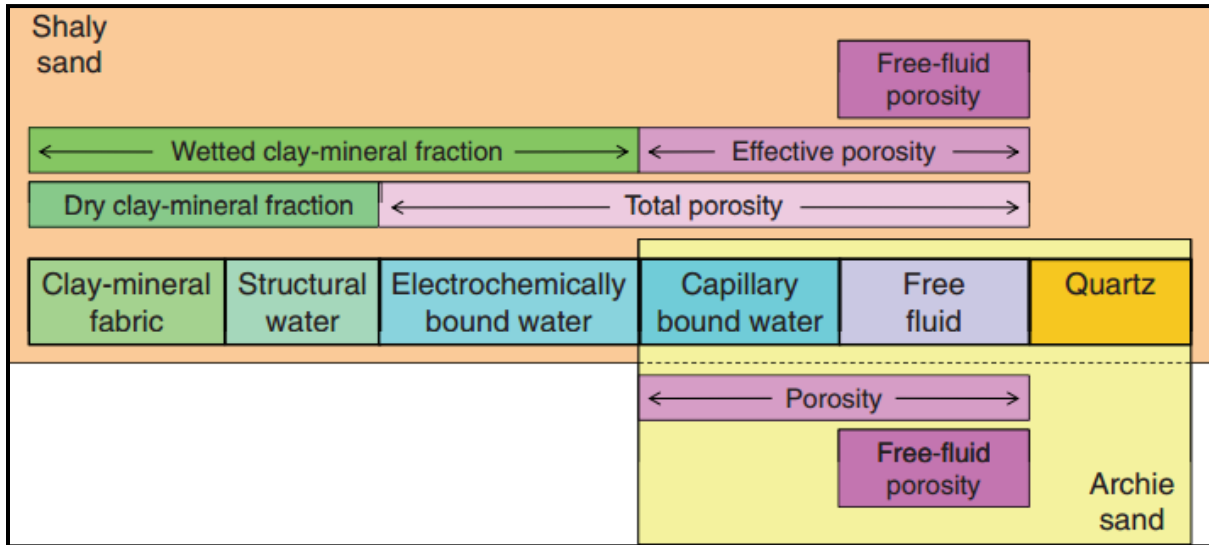 Shaly
sand
Free-fluid
porosity
Wetted clay-mineral fraction
Effective porosity
Dry clay-mineral fraction
Total porosity
Clay-mineral
fabric
Structural
water
Electrochemically
bound water
Capillary
bound water
Free
fluid
Quartz
Porosity
Free-fluid
porosity
Archie
sand